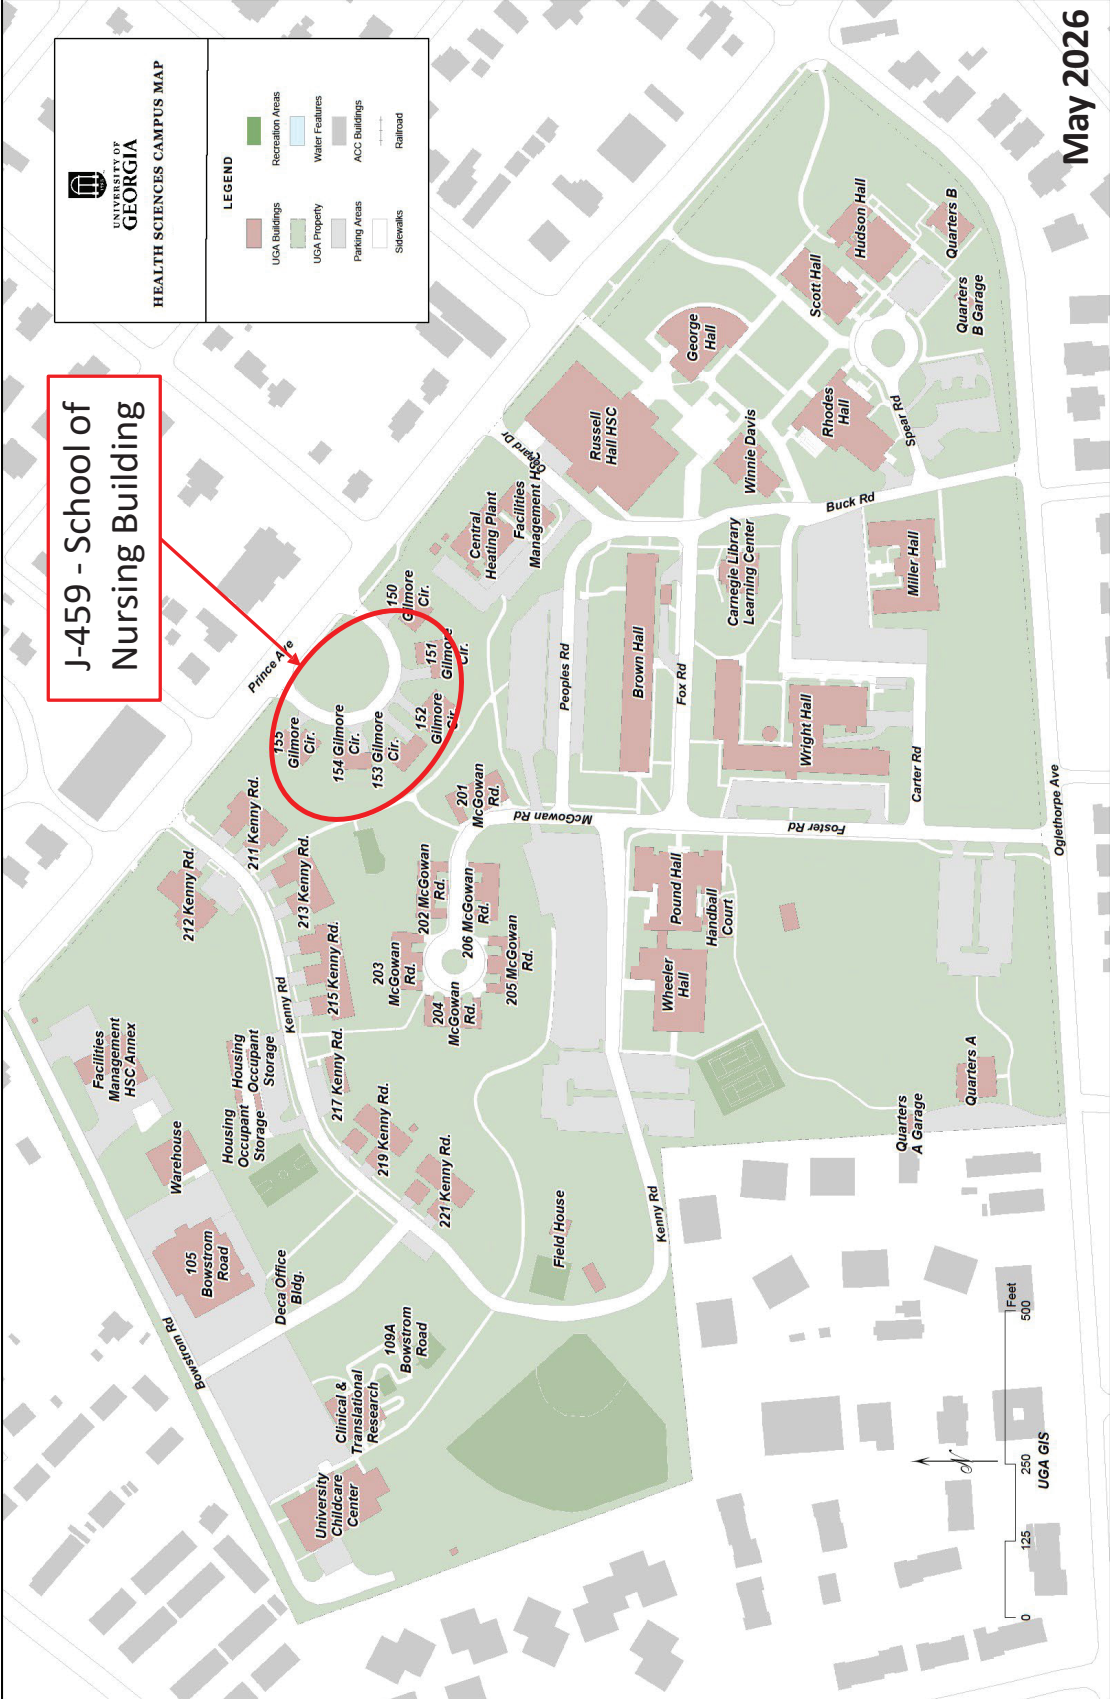 UNIVERSITY OF
GEORGIA
HEALTH SCIENCES CAMPUS MAP
LEGEND
UGA Buildings
UGA Property
Parking Areas
Sidewalks
Recreation Areas
Water Features
ACC Buildings
Railroad
J-459 - School of
Nursing Building
May 2026
Prince Ave
155
Gilmore
Cir.
154 Gilmore
Cir.
153 Gilmore
Cir.
152
Gilmore
Cir.
151
Gilmore
Cir.
150
Gilmore
Cir.
Central
Heating Plant
Facilities
Management HSC
Russell
Hall HSC
George
Hall
Scott Hall
Hudson Hall
Quarters B
Quarters
B Garage
Rhodes
Hall
Spear Rd
Winnie Davis
Buck Rd
Carnegie Library
Learning Center
Miller Hall
Peoples Rd
Brown Hall
Fox Rd
Wright Hall
Carter Rd
Oglethorpe Ave
McGowan Rd
Foster Rd
201
McGowan
Rd.
202 McGowan
Rd.
203
McGowan
Rd.
204
McGowan
Rd.
205 McGowan
Rd.
206 McGowan
Rd.
Pound Hall
Handball
Court
Wheeler
Hall
Quarters A
Quarters
A Garage
211 Kenny Rd.
212 Kenny Rd.
213 Kenny Rd.
215 Kenny Rd.
217 Kenny Rd.
219 Kenny Rd.
221 Kenny Rd.
Kenny Rd
Kenny Rd
Facilities
Management
HSC Annex
Housing
Occupant
Storage
Housing
Occupant
Storage
Warehouse
105
Bowstrom
Road
Deca Office
Bldg.
Bowstrom Rd
109A
Bowstrom
Road
Clinical &
Translational
Research
University
Childcare
Center
Field House
N
0
125
250
500
Feet
UGA GIS